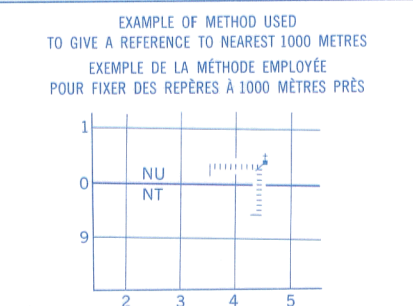 EXAMPLE OF METHOD USED
TO GIVE A REFERENCE TO NEAREST 1000 METRES
EXEMPLE DE LA MÉTHODE EMPLOYÉE
POUR FIXER DES REPÈRES À 1000 MÈTRES PRÈS
1
NU
0
NT
9
2 3 4 5